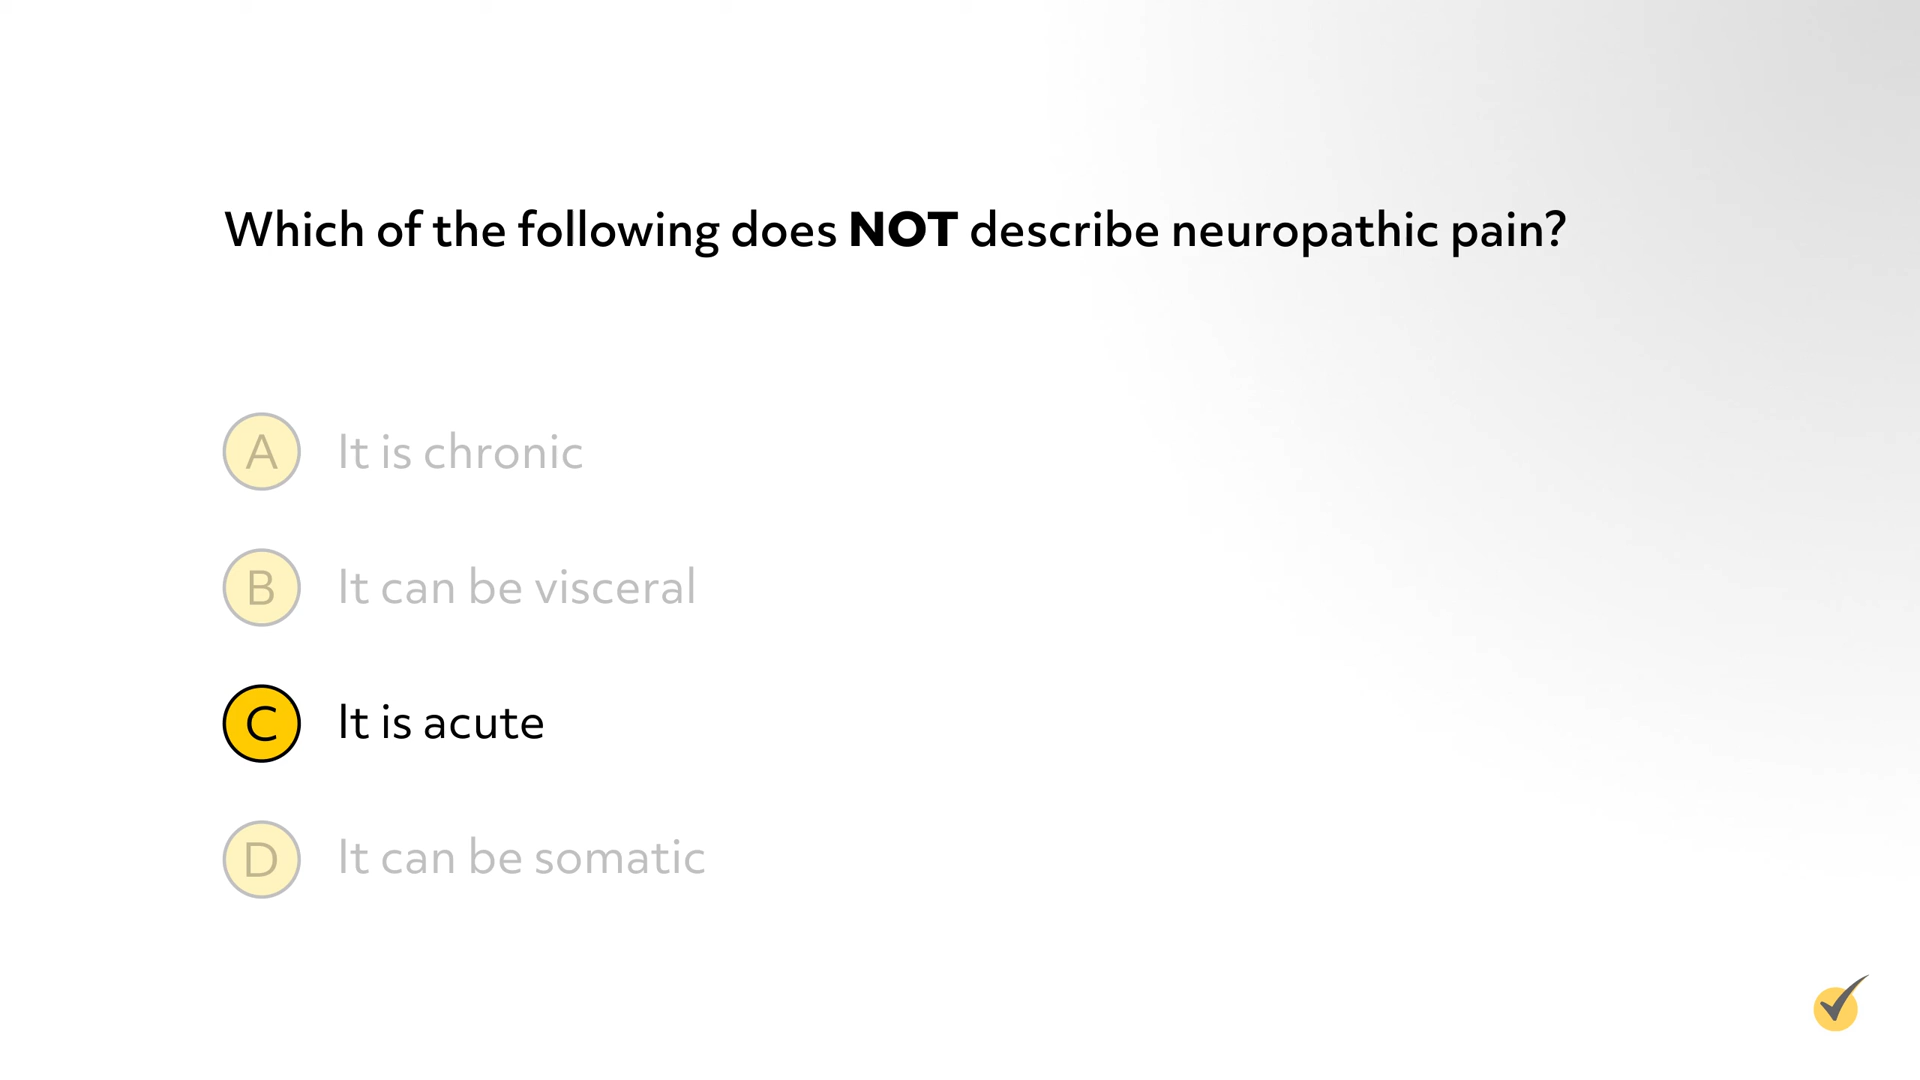 Which of the following does NOT describe neuropathic pain?
A It is chronic
B It can be visceral
C It is acute
D It can be somatic